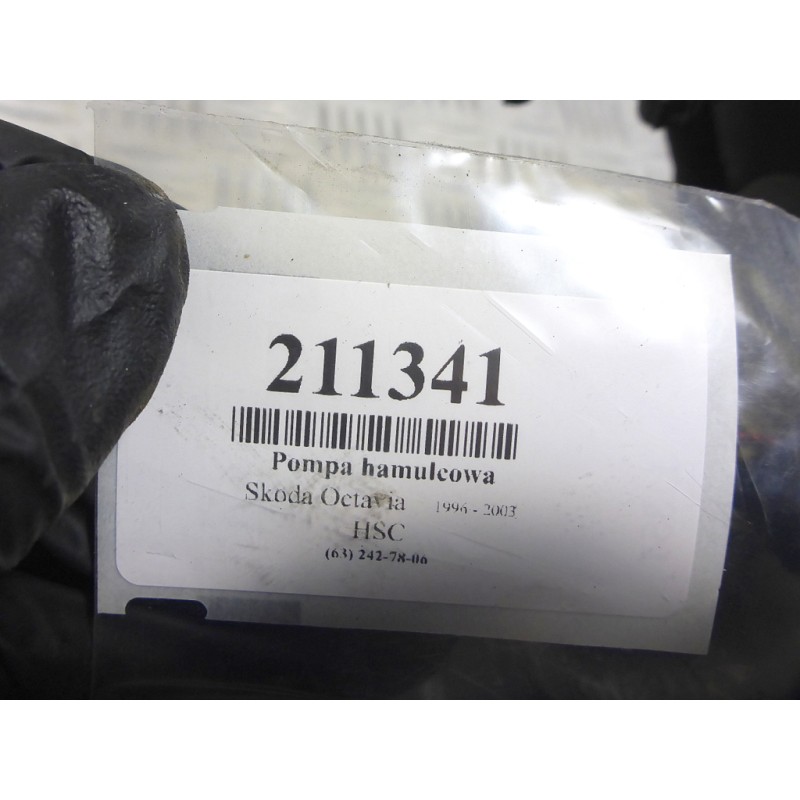 211341
Pompa hamulcowa
Skoda Octavia 1996 - 2003
HSC
(63) 242-78-06